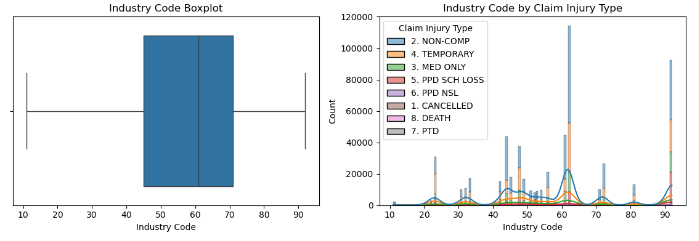 Industry Code Boxplot
10 20 30 40 50 60 70 80 90
Industry Code
Industry Code by Claim Injury Type
Count
120000
100000
80000
60000
40000
20000
0
Claim Injury Type
2. NON-COMP
4. TEMPORARY
3. MED ONLY
5. PPD SCH LOSS
6. PPD NSL
1. CANCELLED
8. DEATH
7. PTD
10 20 30 40 50 60 70 80 90
Industry Code